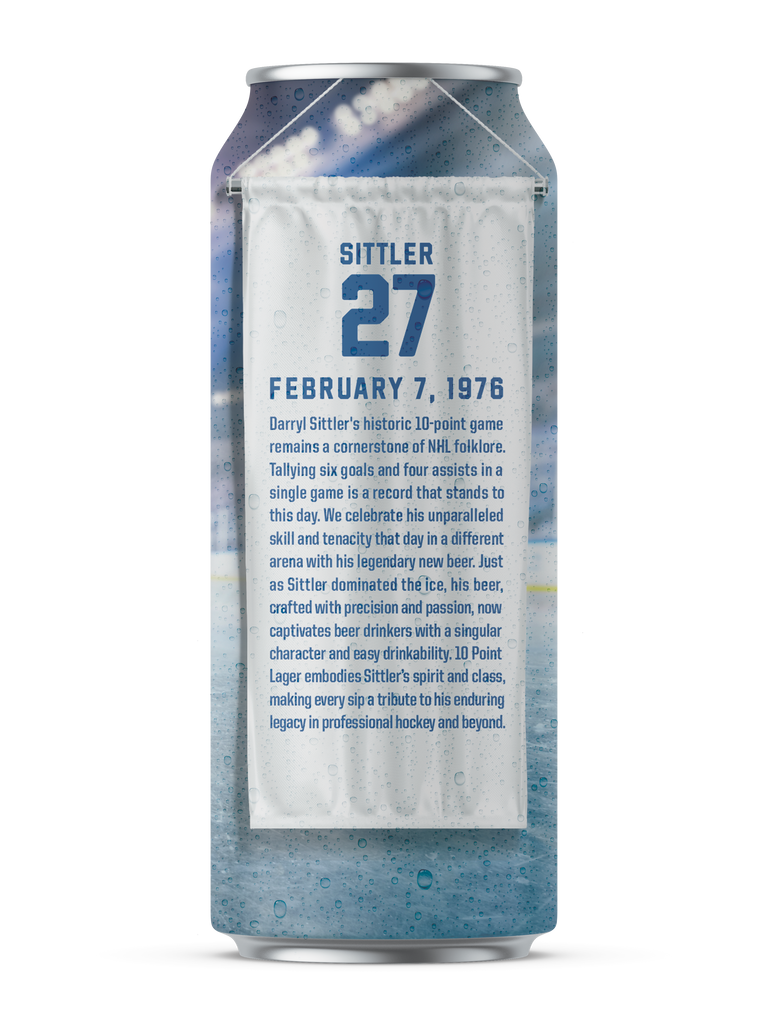 SITTLER
27
FEBRUARY 7, 1976
Darryl Sittler's historic 10-point game
remains a cornerstone of NHL folklore.
Tallying six goals and four assists in a
single game is a record that stands to
this day. We celebrate his unparalleled
skill and tenacity that day in a different
arena with his legendary new beer. Just
as Sittler dominated the ice, his beer,
crafted with precision and passion, now
captivates beer drinkers with a singular
character and easy drinkability. 10 Point
Lager embodies Sittler's spirit and class,
making every sip a tribute to his enduring
legacy in professional hockey and beyond.